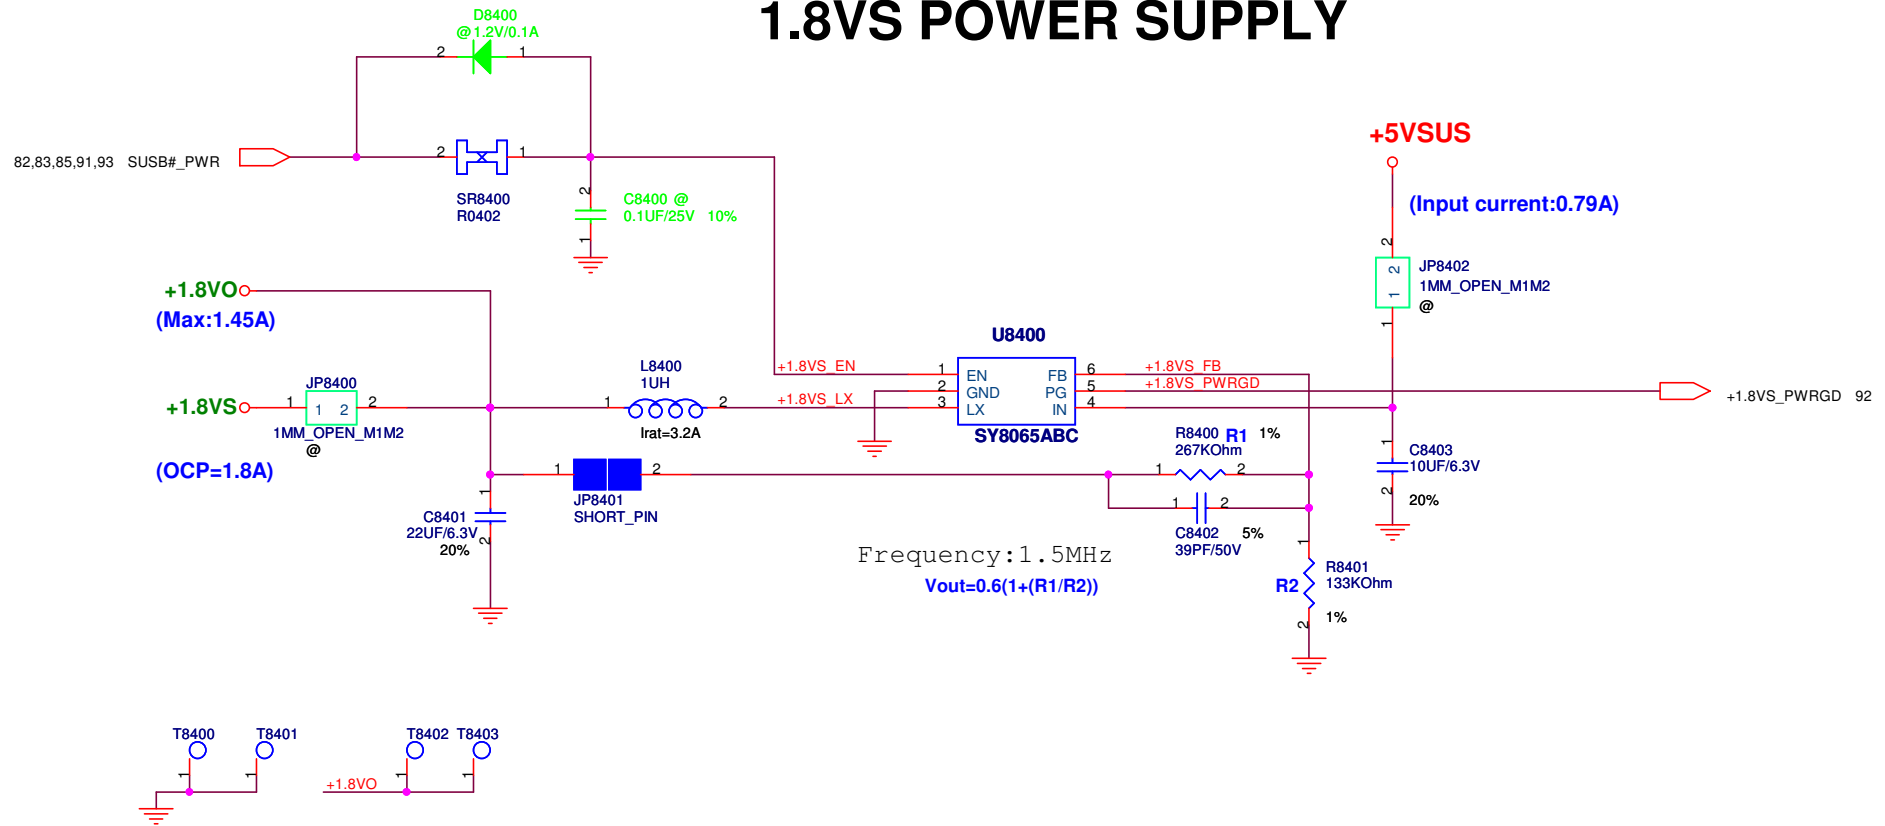 1.8VS POWER SUPPLY
D8400
@ 1.2V/0.1A
2 1
82,83,85,91,93 SUSB#_PWR
2 1
SR8400
R0402
2
C8400 @
0.1UF/25V 10%
1
+5VSUS
(Input current:0.79A)
2
2
1
JP8402
1MM_OPEN_M1M2
@
1
+1.8VO
(Max:1.45A)
+1.8VS
JP8400
1 1 2 2
1MM_OPEN_M1M2
@
(OCP=1.8A)
L8400
1UH
1 2
Irat=3.2A
+1.8VS_EN
+1.8VS_LX
U8400
1 EN FB 6
2 GND PG 5
3 LX IN 4
SY8065ABC
+1.8VS_FB
+1.8VS_PWRGD
+1.8VS_PWRGD 92
1 2
JP8401
SHORT_PIN
1
C8401
22UF/6.3V
20%
2
R8400 R1 1%
267KOhm
1 2
1 2
C8402 5%
39PF/50V
1
C8403
10UF/6.3V
2
20%
Frequency:1.5MHz
Vout=0.6(1+(R1/R2))
1
R8401
R2 133KOhm
1%
2
T8400 T8401 T8402 T8403
1 1 1 1
+1.8VO